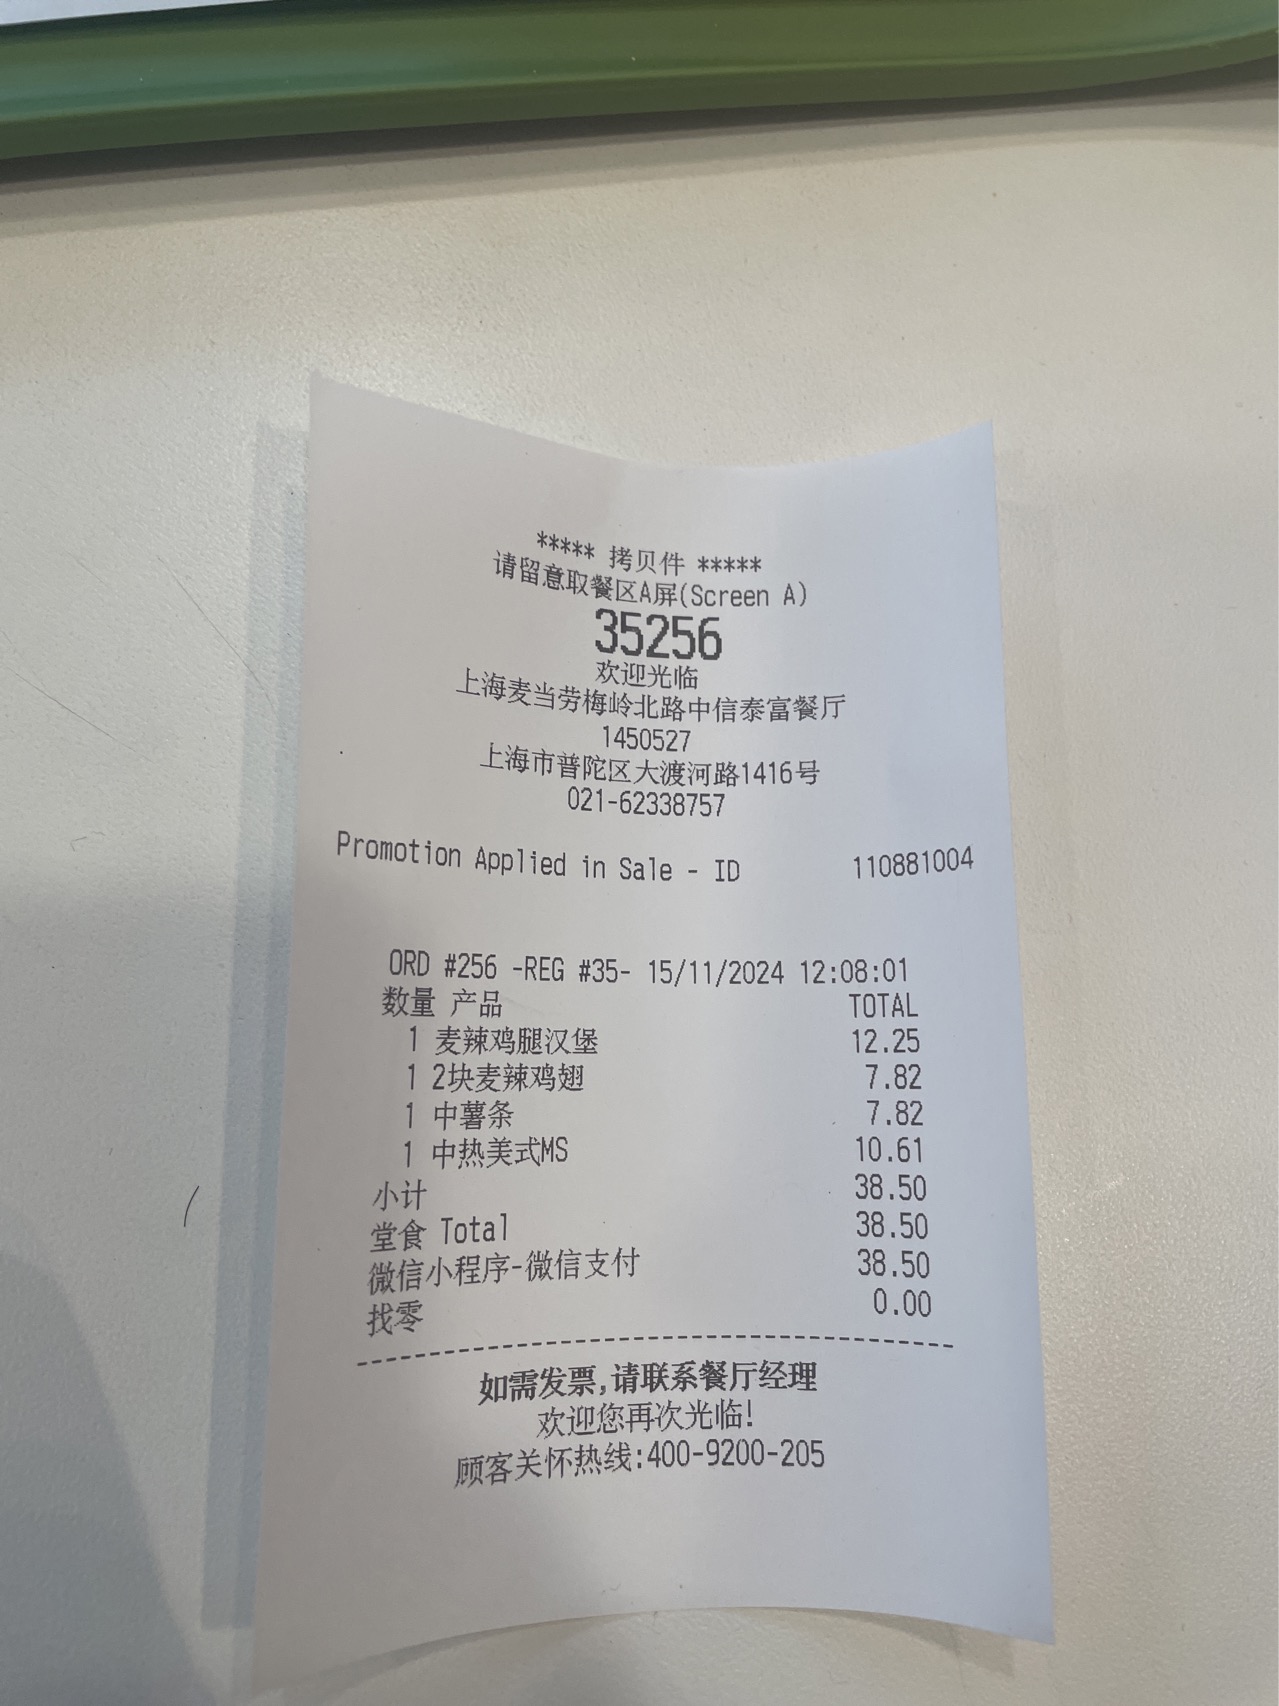 ***** 拷贝件 *****
请留意取餐区A屏(Screen A)
35256
欢迎光临
上海麦当劳梅岭北路中信泰富餐厅
1450527
上海市普陀区大渡河路1416号
021-62338757
Promotion Applied in Sale - ID 110881004
ORD #256 -REG #35- 15/11/2024 12:08:01
数量 产品 TOTAL
1 麦辣鸡腿汉堡 12.25
1 2块麦辣鸡翅 7.82
1 中薯条 7.82
1 中热美式MS 10.61
小计 38.50
堂食 Total 38.50
微信小程序-微信支付 38.50
找零 0.00
--------------------------------------------
如需发票,请联系餐厅经理
欢迎您再次光临!
顾客关怀热线:400-9200-205